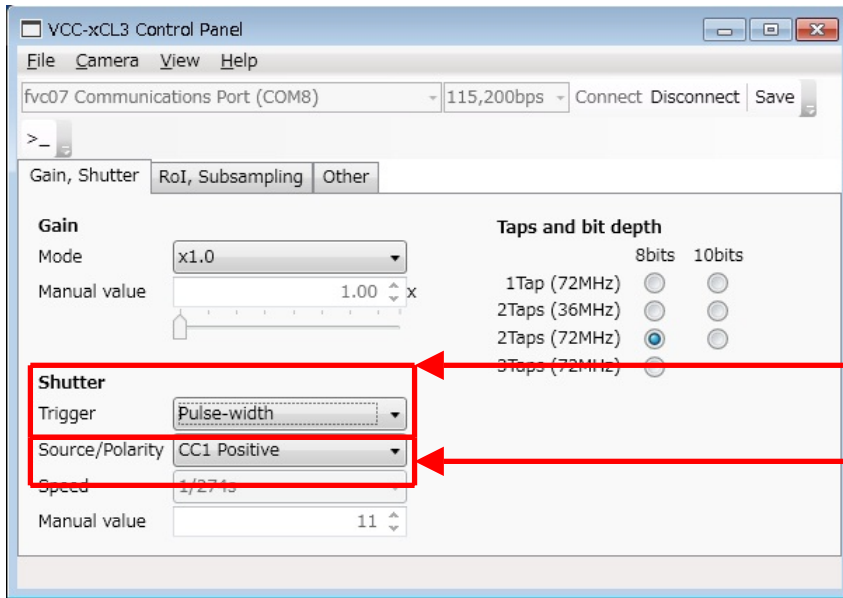 VCC-xCL3 Control Panel
File Camera View Help
fvc07 Communications Port (COM8) 115,200bps Connect Disconnect Save
>_
Gain, Shutter RoI, Subsampling Other
Gain
Mode x1.0
Manual value 1.00 x
Taps and bit depth
8bits 10bits
1Tap (72MHz)
2Taps (36MHz)
2Taps (72MHz)
3Taps (72MHz)
Shutter
Trigger Pulse-width
Source/Polarity CC1 Positive
Speed 1/274s
Manual value 11